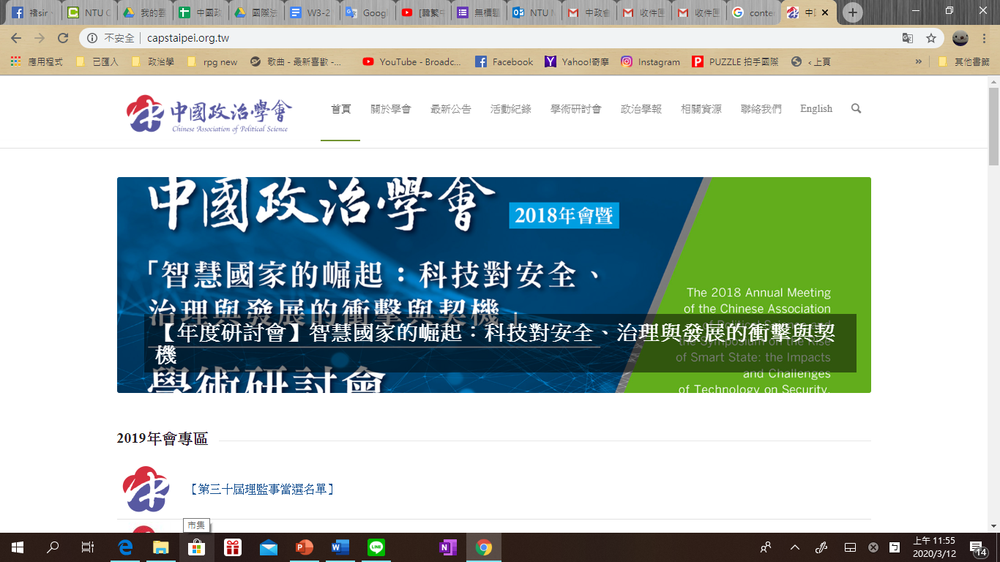 褚sir
NTU C
我的雲
中國政
國際法
W3-2
Goog
[韓繁中
無標題
NTU M
中政會
收件匣
收件匣
conte
中國
不安全
capstaipei.org.tw
應用程式
已匯入
政治學
rpg new
歌曲 - 最新喜歡 -...
YouTube - Broadc...
Facebook
Yahoo!奇摩
Instagram
PUZZLE 拍手國際
‹ 上頁
»
其他書籤
中國政治學會
Chinese Association of Political Science
首頁
關於學會
最新公告
活動紀錄
學術研討會
政治學報
相關資源
聯絡我們
English
中國政治學會
2018年會暨
「智慧國家的崛起：科技對安全、
治理與發展的衝擊與契機」
學術研討會
The 2018 Annual Meeting
of the Chinese Association
of Political Science and
the Symposium on the Rise
of Smart State: the Impacts
and Challenges
of Technology on Security,
【年度研討會】智慧國家的崛起：科技對安全、治理與發展的衝擊與契
機
2019年會專區
【第三十屆理監事當選名單】
市集
上午 11:55
2020/3/12
14